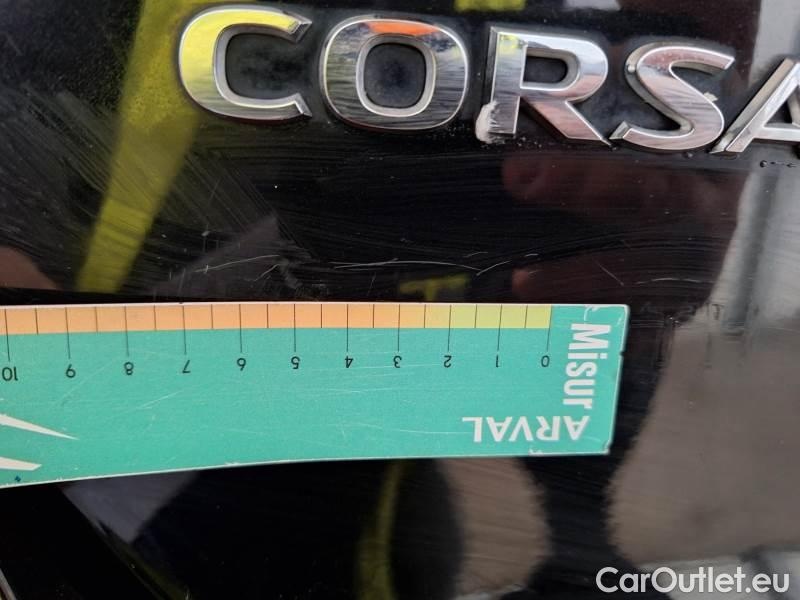 CORSA
0 1 2 3 4 5 6 7 8 9 10
Misur
ARVAL
CarOutlet.eu